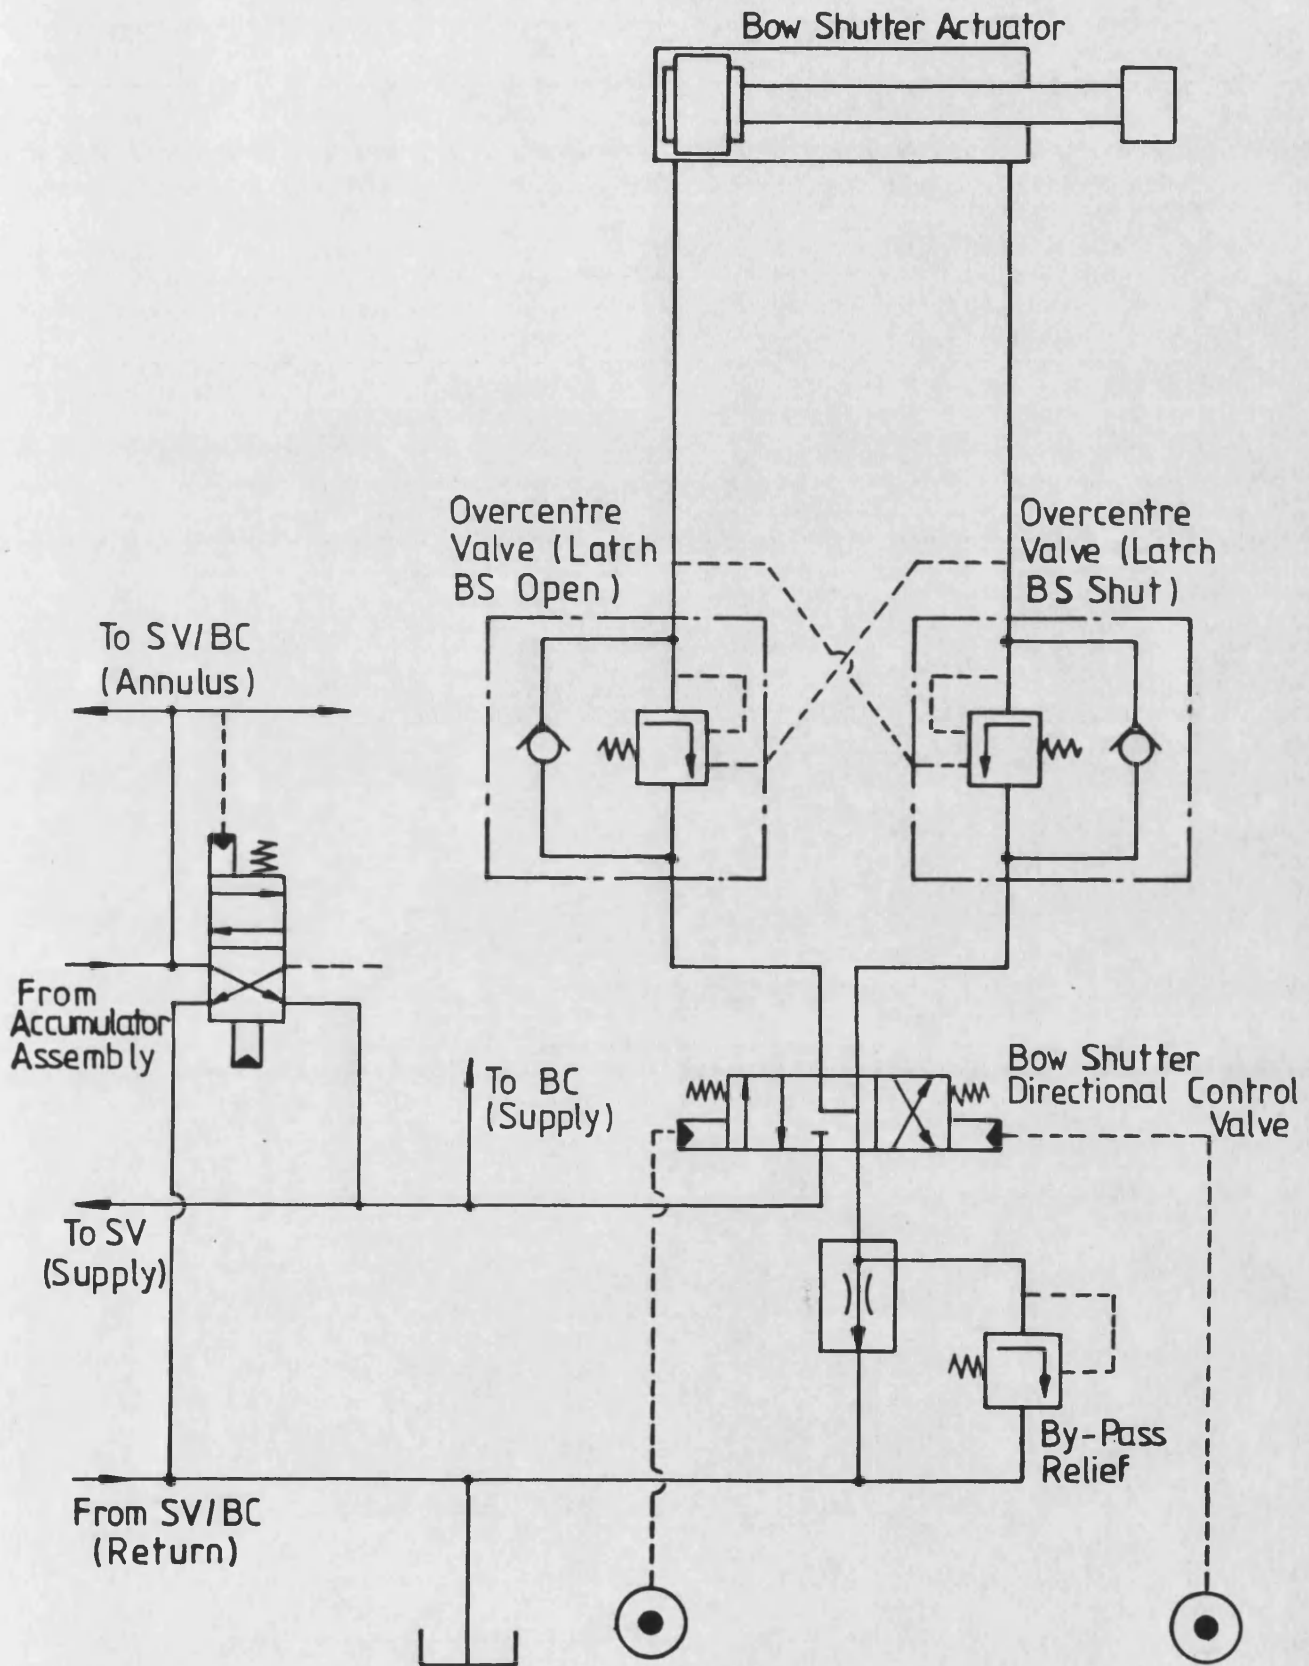 Bow Shutter Actuator
Overcentre
Valve (Latch
BS Open)
Overcentre
Valve (Latch
BS Shut)
To SV/BC
(Annulus)
From
Accumulator
Assembly
To BC
(Supply)
Bow Shutter
Directional Control
Valve
To SV
(Supply)
By-Pass
Relief
From SV/BC
(Return)